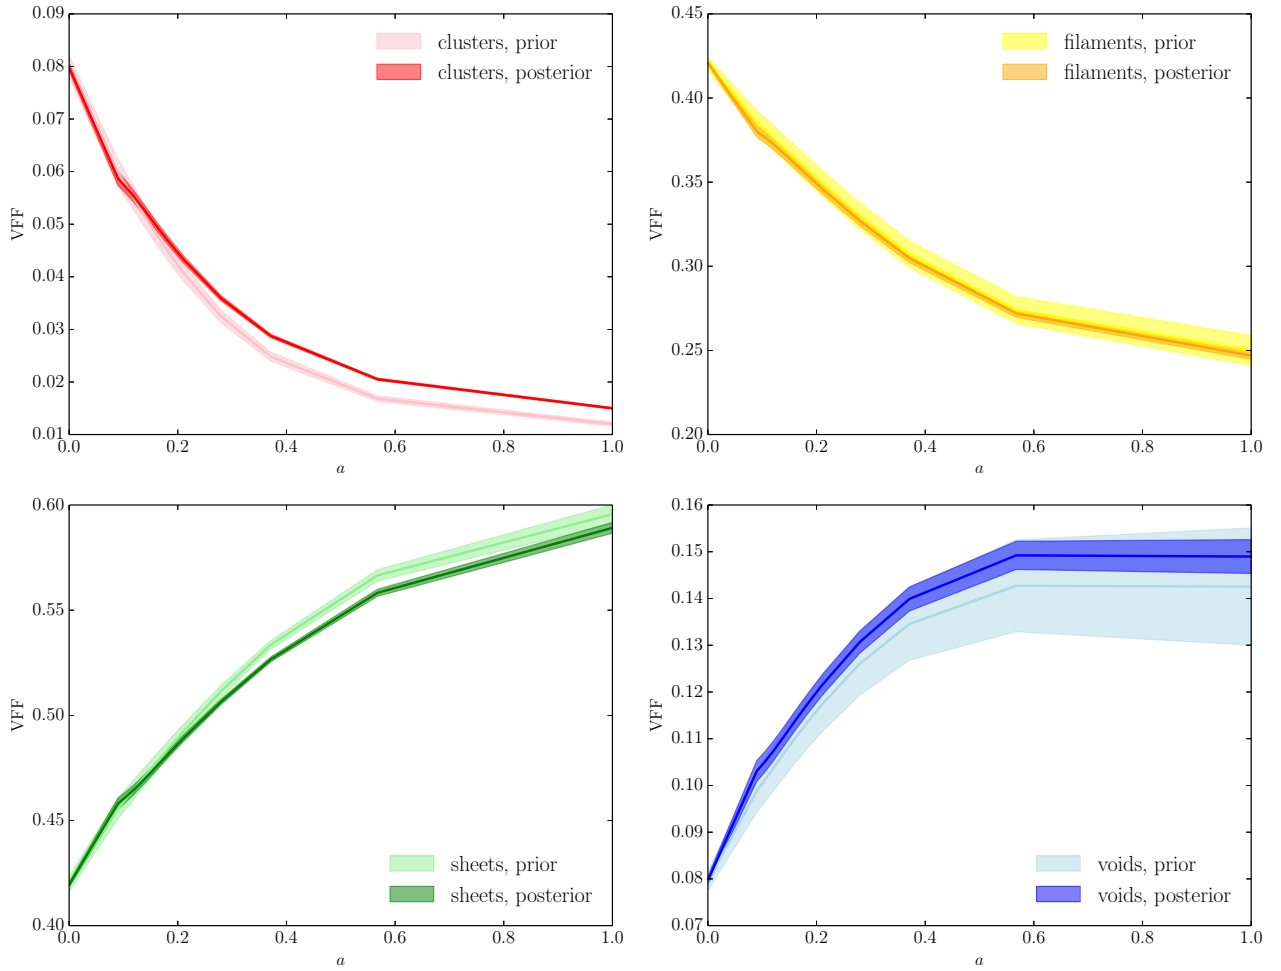 0.09
0.08
0.07
0.06
0.05
0.04
0.03
0.02
0.01
VFF
0.0 0.2 0.4 0.6 0.8 1.0
a
clusters, prior
clusters, posterior
0.45
0.40
0.35
0.30
0.25
0.20
VFF
0.0 0.2 0.4 0.6 0.8 1.0
a
filaments, prior
filaments, posterior
0.60
0.55
0.50
0.45
0.40
VFF
0.0 0.2 0.4 0.6 0.8 1.0
a
sheets, prior
sheets, posterior
0.16
0.15
0.14
0.13
0.12
0.11
0.10
0.09
0.08
0.07
VFF
0.0 0.2 0.4 0.6 0.8 1.0
a
voids, prior
voids, posterior